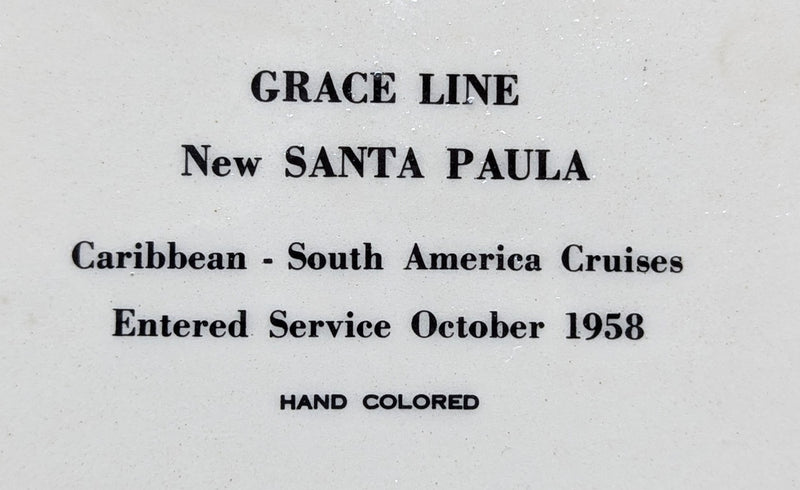 GRACE LINE
New SANTA PAULA
Caribbean - South America Cruises
Entered Service October 1958
HAND COLORED